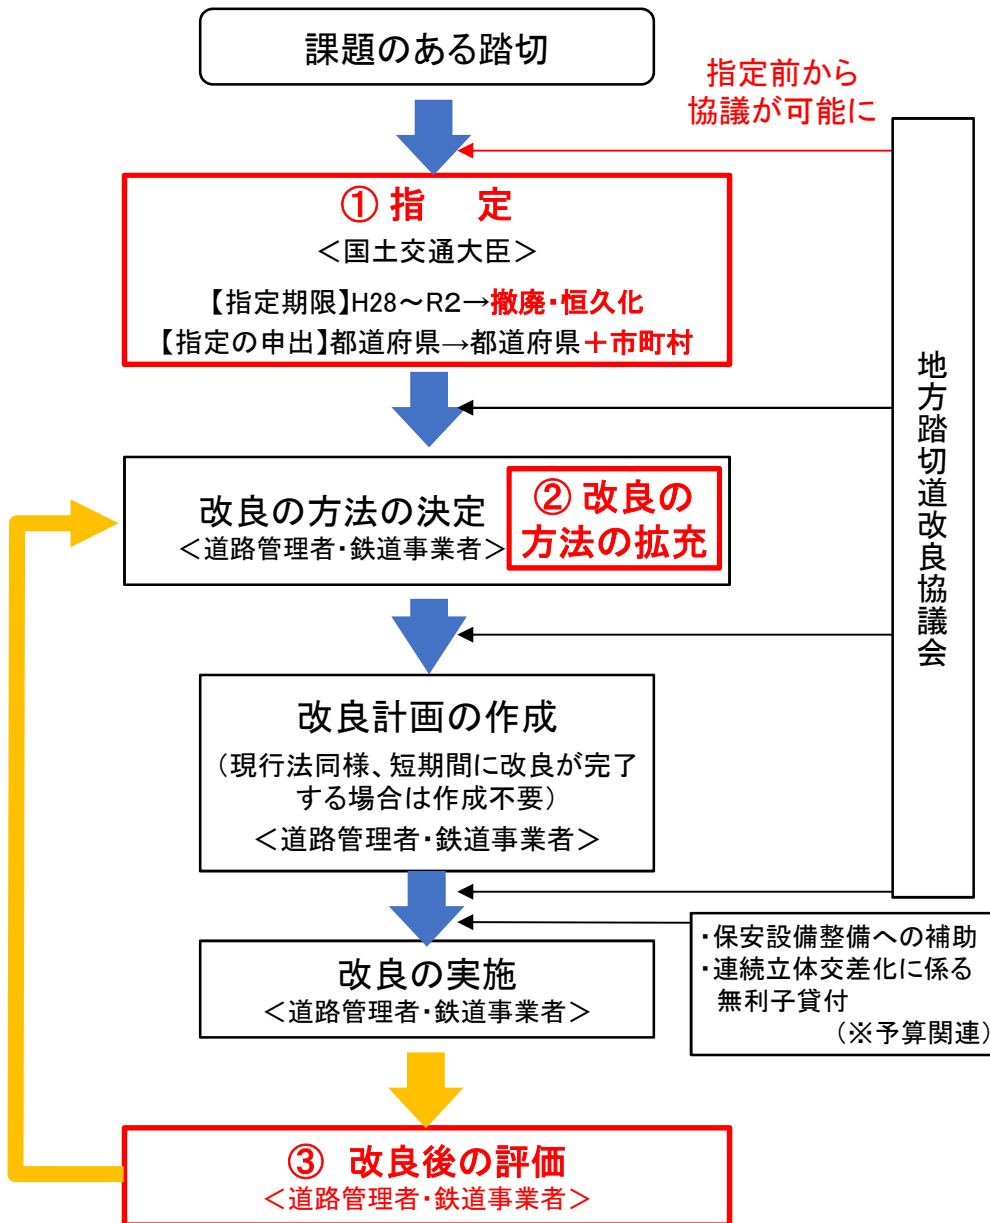 課題のある踏切
指定前から
協議が可能に
①指　定
＜国土交通大臣＞
【指定期限】H28～R2→撤廃・恒久化
【指定の申出】都道府県→都道府県＋市町村
地方踏切道改良協議会
改良の方法の決定
＜道路管理者・鉄道事業者＞
② 改良の
方法の拡充
改良計画の作成
（現行法同様、短期間に改良が完了
する場合は作成不要）
＜道路管理者・鉄道事業者＞
・保安設備整備への補助
・連続立体交差化に係る
無利子貸付
（※予算関連）
改良の実施
＜道路管理者・鉄道事業者＞
③ 改良後の評価
＜道路管理者・鉄道事業者＞